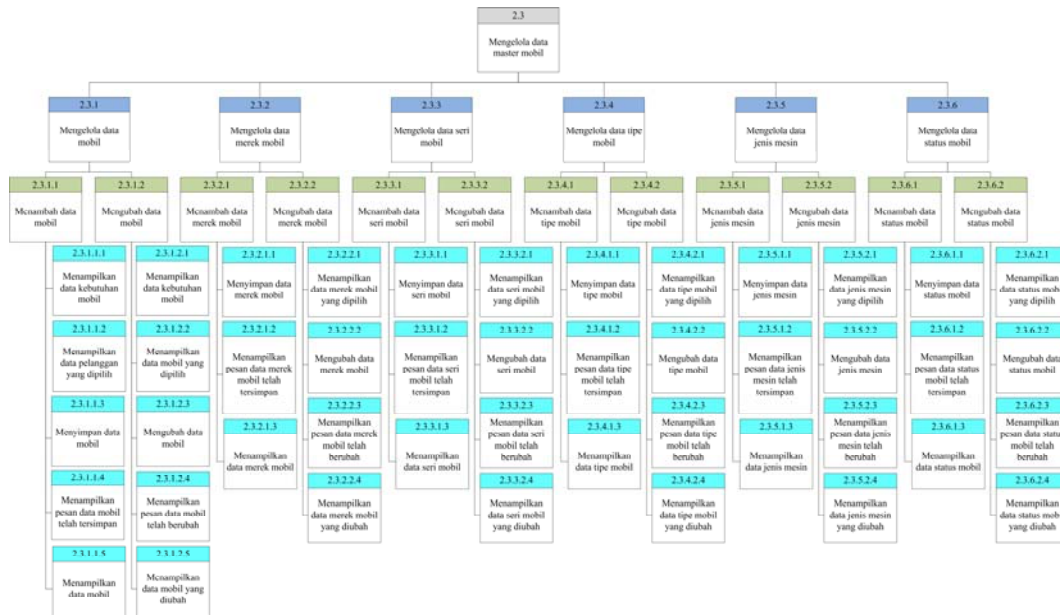 2.3
Mengelola data
master mobil
2.3.1
Mengelola data
mobil
2.3.2
Mengelola data
merek mobil
2.3.3
Mengelola data seri
mobil
2.3.4
Mengelola data tipe
mobil
2.3.5
Mengelola data
jenis mesin
2.3.6
Mengelola data
status mobil
2.3.1.1
Menambah data
mobil
2.3.1.2
Mengubah data
mobil
2.3.2.1
Menambah data
merek mobil
2.3.2.2
Mengubah data
merek mobil
2.3.3.1
Menambah data
seri mobil
2.3.3.2
Mengubah data
seri mobil
2.3.4.1
Menambah data
tipe mobil
2.3.4.2
Mengubah data
tipe mobil
2.3.5.1
Menambah data
jenis mesin
2.3.5.2
Mengubah data
jenis mesin
2.3.6.1
Menambah data
status mobil
2.3.6.2
Mengubah data
status mobil
2.3.1.1.1
Menampilkan
data kebutuhan
mobil
2.3.1.1.2
Menampilkan
data pelanggan
yang dipilih
2.3.1.1.3
Menyimpan data
mobil
2.3.1.1.4
Menampilkan
pesan data mobil
telah tersimpan
2.3.1.1.5
Menampilkan
data mobil
2.3.1.2.1
Menampilkan
data kebutuhan
mobil
2.3.1.2.2
Menampilkan
data mobil yang
dipilih
2.3.1.2.3
Mengubah data
mobil
2.3.1.2.4
Menampilkan
pesan data mobil
telah berubah
2.3.1.2.5
Menampilkan
data mobil yang
diubah
2.3.2.1.1
Menyimpan data
merek mobil
2.3.2.1.2
Menampilkan
pesan data merek
mobil telah
tersimpan
2.3.2.1.3
Menampilkan
data merek mobil
2.3.2.2.1
Menampilkan
data merek mobil
yang dipilih
2.3.2.2.2
Mengubah data
merek mobil
2.3.2.2.3
Menampilkan
pesan data merek
mobil telah
berubah
2.3.2.2.4
Menampilkan
data merek mobil
yang diubah
2.3.3.1.1
Menyimpan data
seri mobil
2.3.3.1.2
Menampilkan
pesan data seri
mobil telah
tersimpan
2.3.3.1.3
Menampilkan
data seri mobil
2.3.3.2.1
Menampilkan
data seri mobil
yang dipilih
2.3.3.2.2
Mengubah data
seri mobil
2.3.3.2.3
Menampilkan
pesan data seri
mobil telah
berubah
2.3.3.2.4
Menampilkan
data seri mobil
yang diubah
2.3.4.1.1
Menyimpan data
tipe mobil
2.3.4.1.2
Menampilkan
pesan data tipe
mobil telah
tersimpan
2.3.4.1.3
Menampilkan
data tipe mobil
2.3.4.2.1
Menampilkan
data tipe mobil
yang dipilih
2.3.4.2.2
Mengubah data
tipe mobil
2.3.4.2.3
Menampilkan
pesan data tipe
mobil telah
berubah
2.3.4.2.4
Menampilkan
data tipe mobil
yang diubah
2.3.5.1.1
Menyimpan data
jenis mesin
2.3.5.1.2
Menampilkan
pesan data jenis
mesin telah
tersimpan
2.3.5.1.3
Menampilkan
data jenis mesin
2.3.5.2.1
Menampilkan
data jenis mesin
yang dipilih
2.3.5.2.2
Mengubah data
jenis mesin
2.3.5.2.3
Menampilkan
pesan data jenis
mesin telah
berubah
2.3.5.2.4
Menampilkan
data jenis mesin
yang diubah
2.3.6.1.1
Menyimpan data
status mobil
2.3.6.1.2
Menampilkan
pesan data status
mobil telah
tersimpan
2.3.6.1.3
Menampilkan
data status mobil
2.3.6.2.1
Menampilkan
data status mobil
yang dipilih
2.3.6.2.2
Mengubah data
status mobil
2.3.6.2.3
Menampilkan
pesan data status
mobil telah
berubah
2.3.6.2.4
Menampilkan
data status mobil
yang diubah